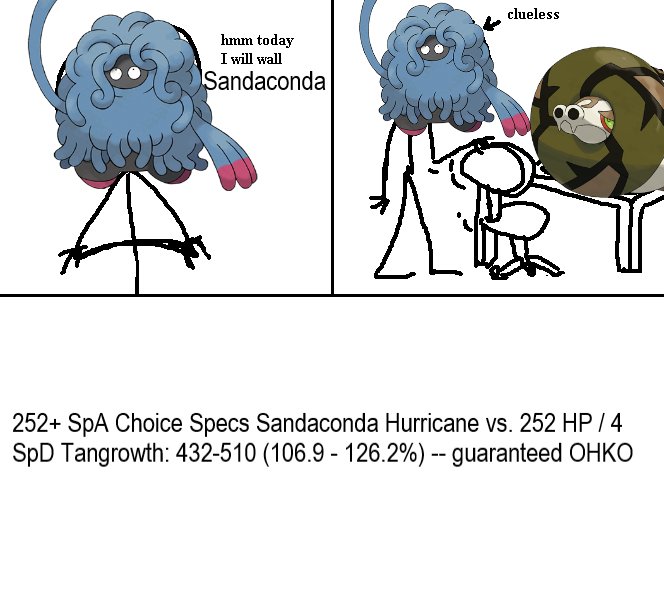 hmm today
I will wall
Sandaconda
clueless
252+ SpA Choice Specs Sandaconda Hurricane vs. 252 HP / 4
SpD Tangrowth: 432-510 (106.9 - 126.2%) -- guaranteed OHKO